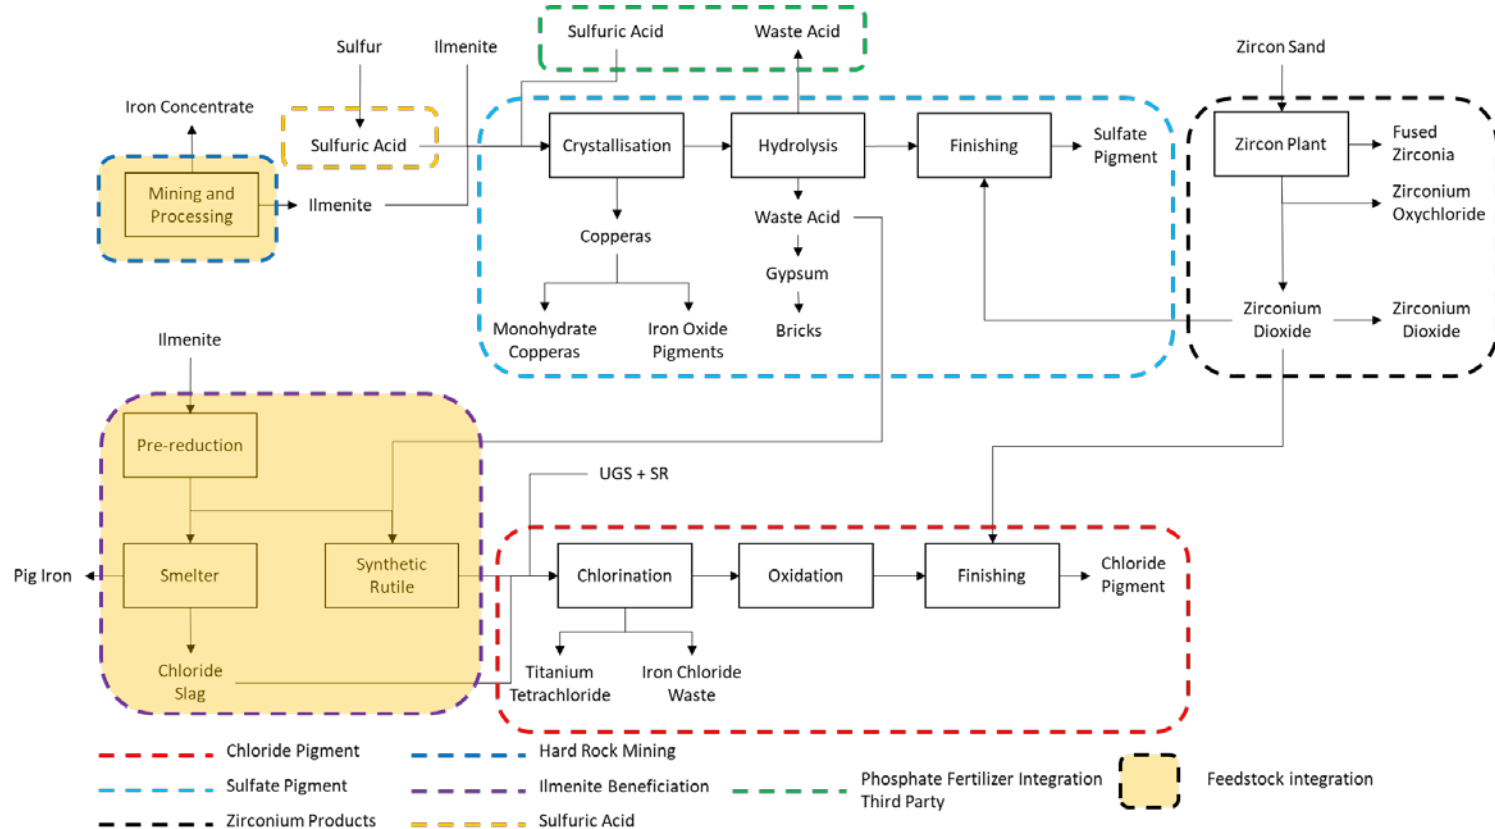 Sulfuric Acid
Waste Acid
Sulfur
Ilmenite
Zircon Sand
Iron Concentrate
Sulfuric Acid
Crystallisation
Hydrolysis
Finishing
Sulfate
Pigment
Zircon Plant
Fused
Zirconia
Mining and
Processing
Ilmenite
Waste Acid
Zirconium
Oxychloride
Copperas
Gypsum
Monohydrate
Copperas
Iron Oxide
Pigments
Bricks
Zirconium
Dioxide
Zirconium
Dioxide
Ilmenite
Pre-reduction
UGS + SR
Pig Iron
Smelter
Synthetic
Rutile
Chlorination
Oxidation
Finishing
Chloride
Pigment
Chloride
Slag
Titanium
Tetrachloride
Iron Chloride
Waste
Chloride Pigment
Hard Rock Mining
Sulfate Pigment
Ilmenite Beneficiation
Phosphate Fertilizer Integration
Third Party
Feedstock integration
Zirconium Products
Sulfuric Acid